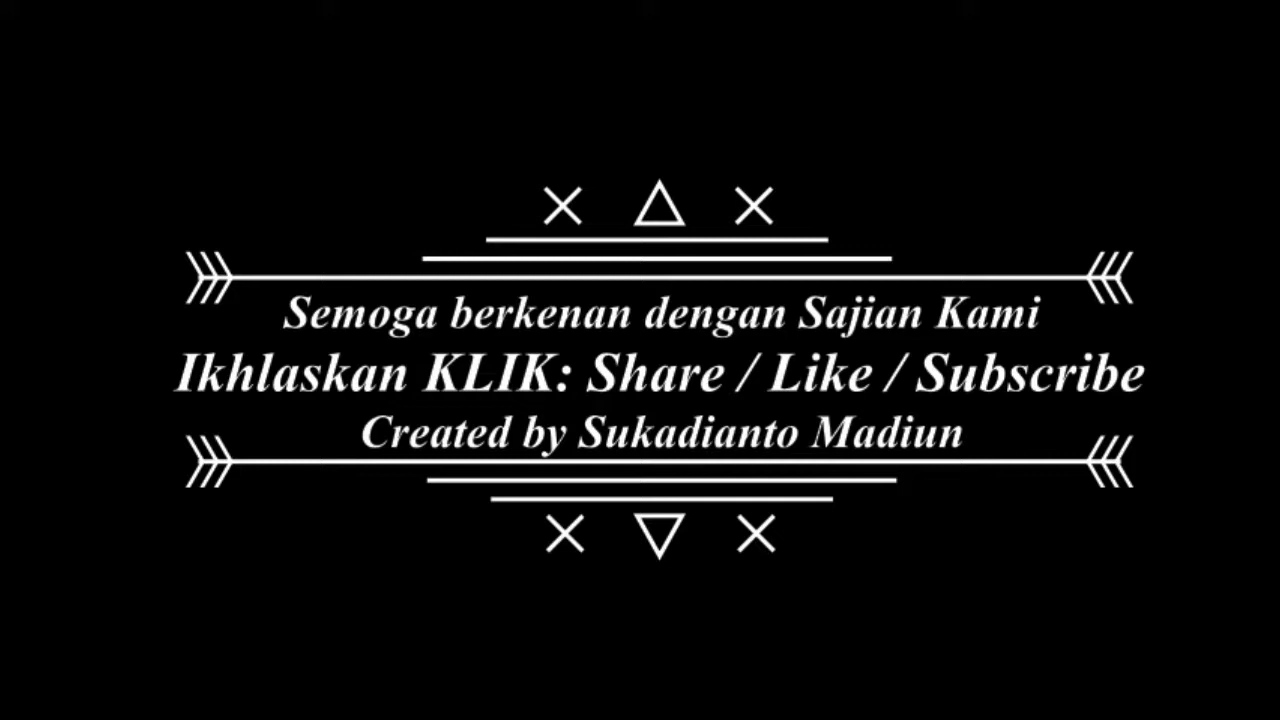 Semoga berkenan dengan Sajian Kami
Ikhlaskan KLIK: Share / Like / Subscribe
Created by Sukadianto Madiun